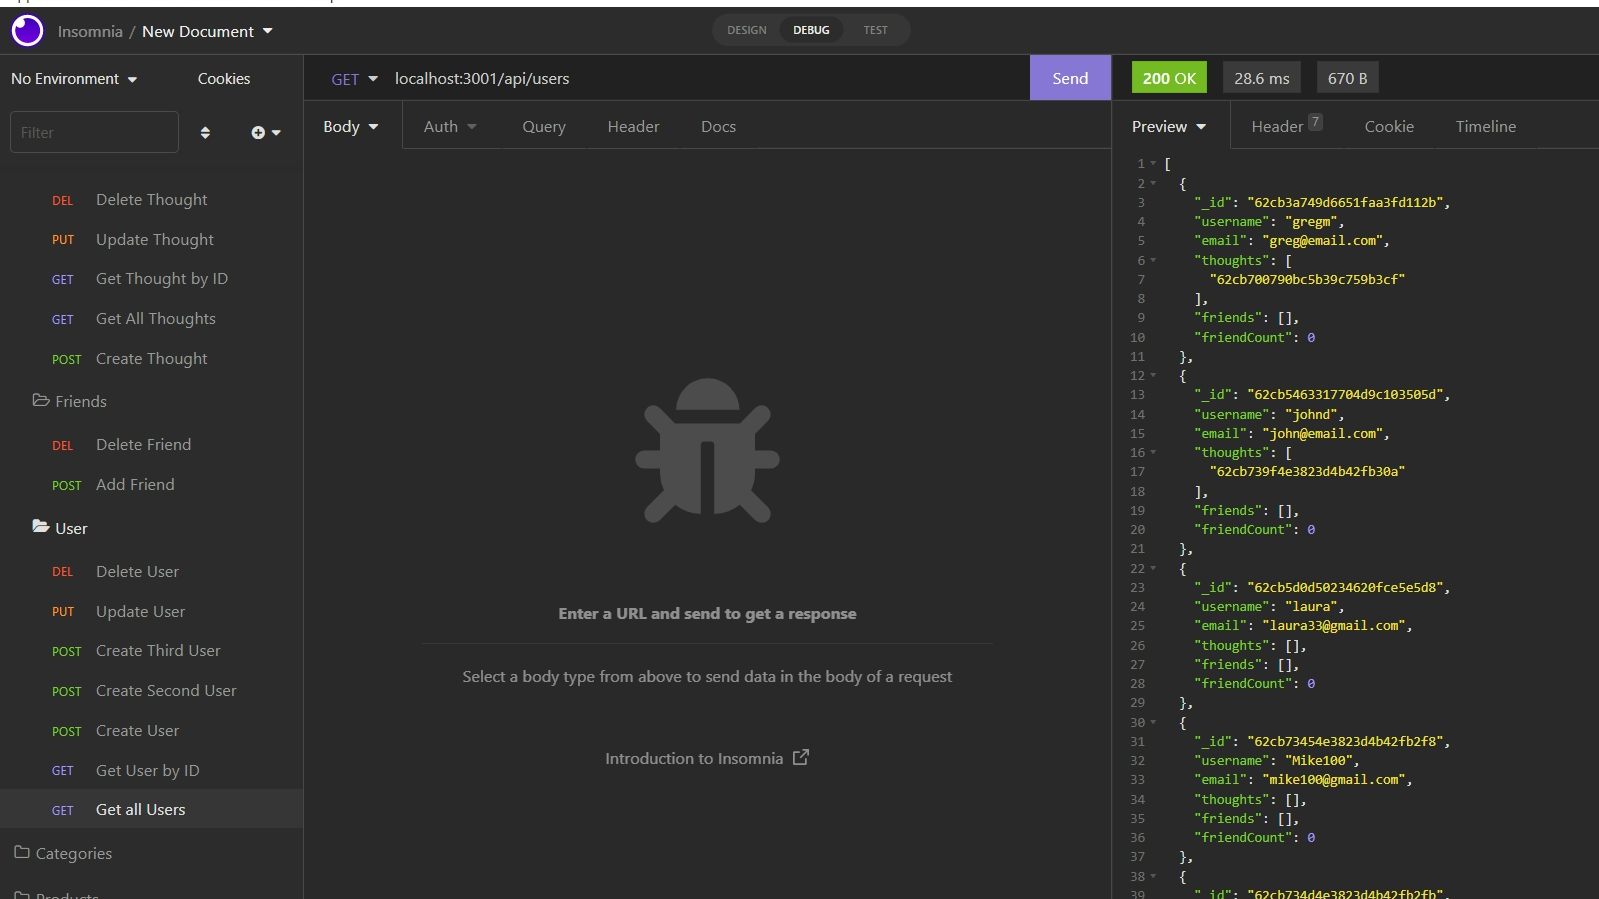 Insomnia / New Document
DESIGN
DEBUG
TEST
No Environment
Cookies
Filter
DEL Delete Thought
PUT Update Thought
GET Get Thought by ID
GET Get All Thoughts
POST Create Thought
Friends
DEL Delete Friend
POST Add Friend
User
DEL Delete User
PUT Update User
POST Create Third User
POST Create Second User
POST Create User
GET Get User by ID
GET Get all Users
Categories
Products
GET localhost:3001/api/users
Send
Body
Auth
Query
Header
Docs
Enter a URL and send to get a response
Select a body type from above to send data in the body of a request
Introduction to Insomnia
200 OK
28.6 ms
670 B
Preview
Header 7
Cookie
Timeline
1 [
2 {
3 "_id": "62cb3a749d6651faa3fd112b",
4 "username": "gregm",
5 "email": "greg@email.com",
6 "thoughts": [
7 "62cb700790bc5b39c759b3cf"
8 ],
9 "friends": [],
10 "friendCount": 0
11 },
12 {
13 "_id": "62cb5463317704d9c103505d",
14 "username": "johnd",
15 "email": "john@email.com",
16 "thoughts": [
17 "62cb739f4e3823d4b42fb30a"
18 ],
19 "friends": [],
20 "friendCount": 0
21 },
22 {
23 "_id": "62cb5d0d50234620fce5e5d8",
24 "username": "laura",
25 "email": "laura33@gmail.com",
26 "thoughts": [],
27 "friends": [],
28 "friendCount": 0
29 },
30 {
31 "_id": "62cb73454e3823d4b42fb2f8",
32 "username": "Mike100",
33 "email": "mike100@gmail.com",
34 "thoughts": [],
35 "friends": [],
36 "friendCount": 0
37 },
38 {
39 "_id": "62cb734d4e3823d4b42fb2fb",